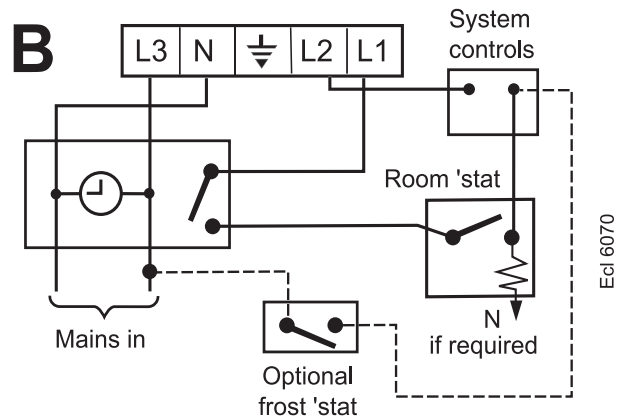 B
L3 N L2 L1
System
controls
Room 'stat
Ecl 6070
Mains in
N
if required
Optional
frost 'stat